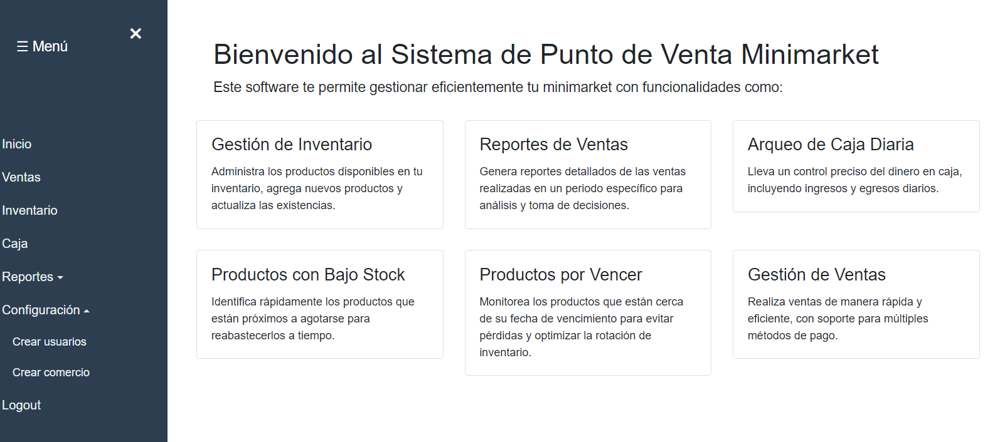 ☰ Menú
×
Inicio
Ventas
Inventario
Caja
Reportes
Configuración
Crear usuarios
Crear comercio
Logout
Bienvenido al Sistema de Punto de Venta Minimarket
Este software te permite gestionar eficientemente tu minimarket con funcionalidades como:
Gestión de Inventario
Administra los productos disponibles en tu
inventario, agrega nuevos productos y
actualiza las existencias.
Reportes de Ventas
Genera reportes detallados de las ventas
realizadas en un periodo específico para
análisis y toma de decisiones.
Arqueo de Caja Diaria
Lleva un control preciso del dinero en caja,
incluyendo ingresos y egresos diarios.
Productos con Bajo Stock
Identifica rápidamente los productos que
están próximos a agotarse para
reabastecerlos a tiempo.
Productos por Vencer
Monitorea los productos que están cerca
de su fecha de vencimiento para evitar
pérdidas y optimizar la rotación de
inventario.
Gestión de Ventas
Realiza ventas de manera rápida y
eficiente, con soporte para múltiples
métodos de pago.